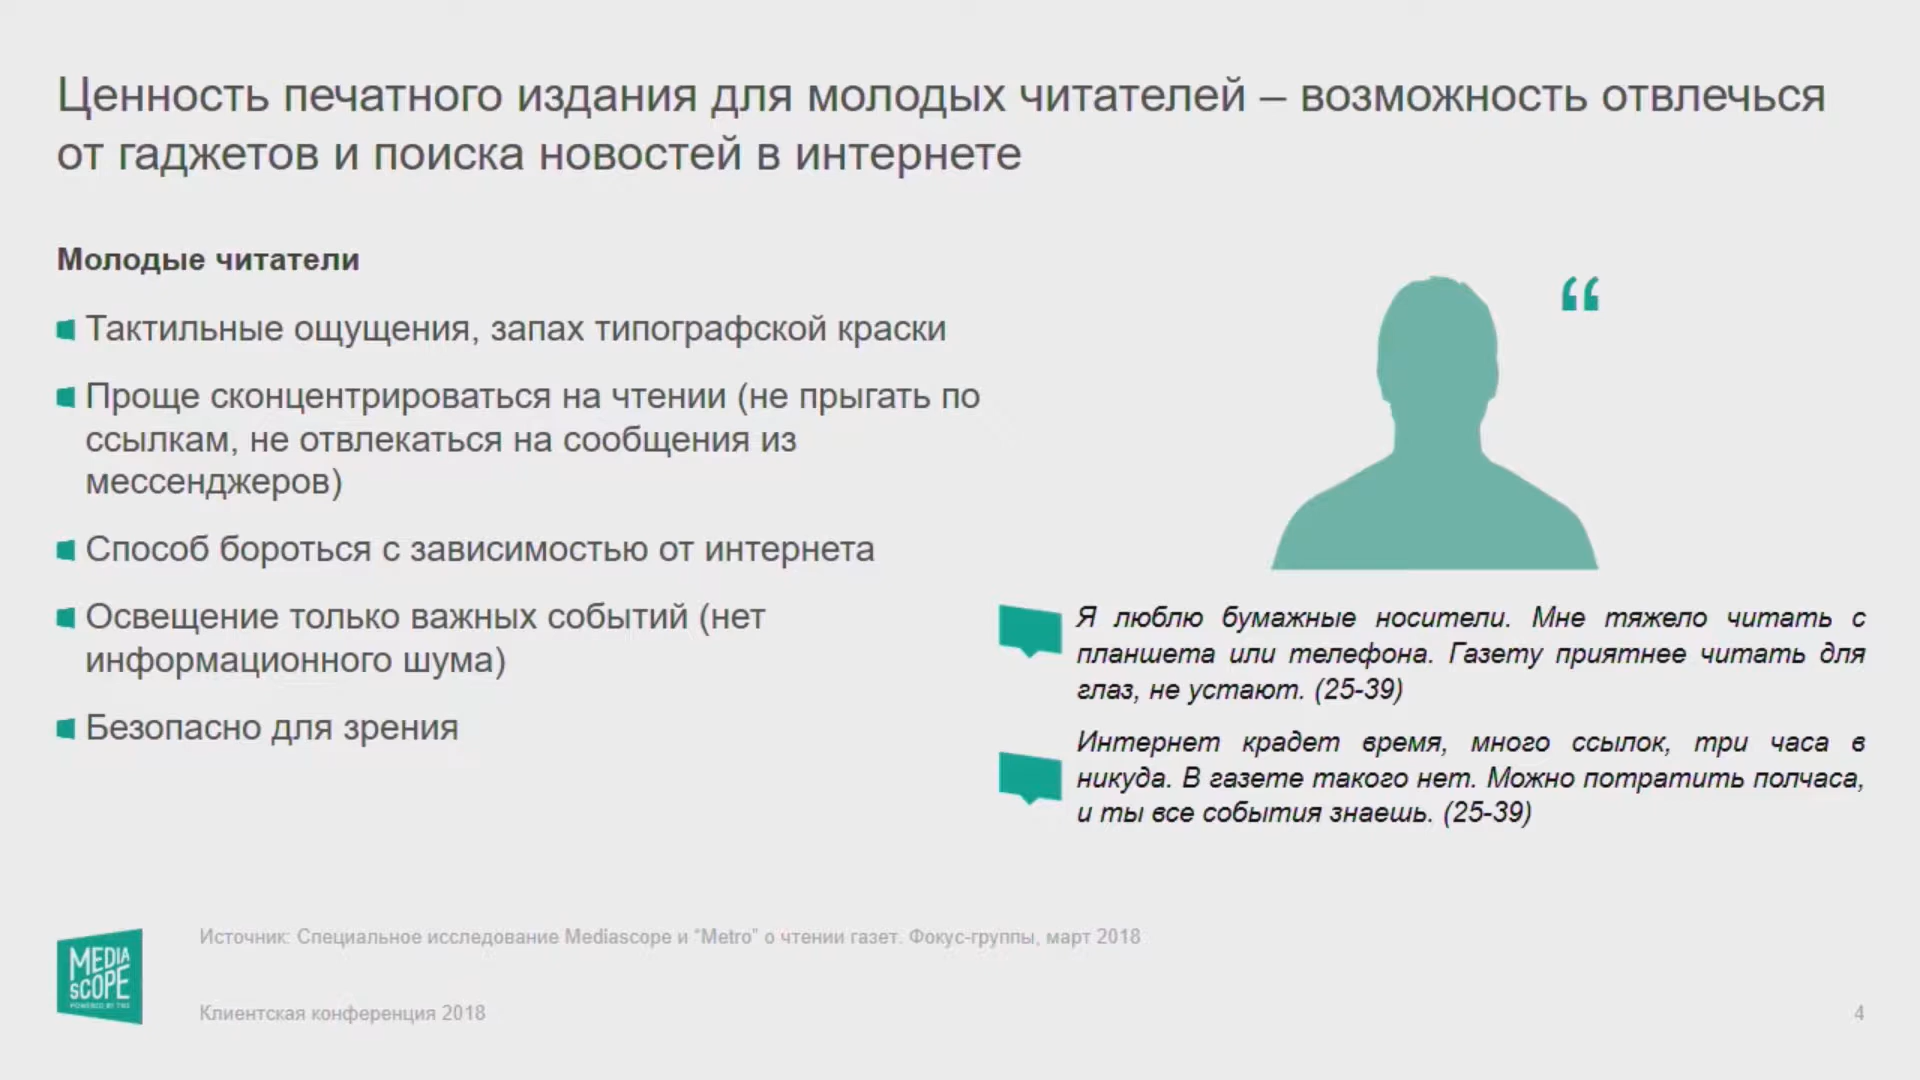 Ценность печатного издания для молодых читателей – возможность отвлечься
от гаджетов и поиска новостей в интернете
Молодые читатели
Тактильные ощущения, запах типографской краски
Проще сконцентрироваться на чтении (не прыгать по
ссылкам, не отвлекаться на сообщения из
мессенджеров)
Способ бороться с зависимостью от интернета
Освещение только важных событий (нет
информационного шума)
Безопасно для зрения
“
Я люблю бумажные носители. Мне тяжело читать с
планшета или телефона. Газету приятнее читать для
глаз, не устают. (25-39)
Интернет крадет время, много ссылок, три часа в
никуда. В газете такого нет. Можно потратить полчаса,
и ты все события знаешь. (25-39)
Источник: Специальное исследование Mediascope и “Metro” о чтении газет. Фокус-группы, март 2018
MEDIA
SCOPE
POWERED BY TNS
Клиентская конференция 2018
4